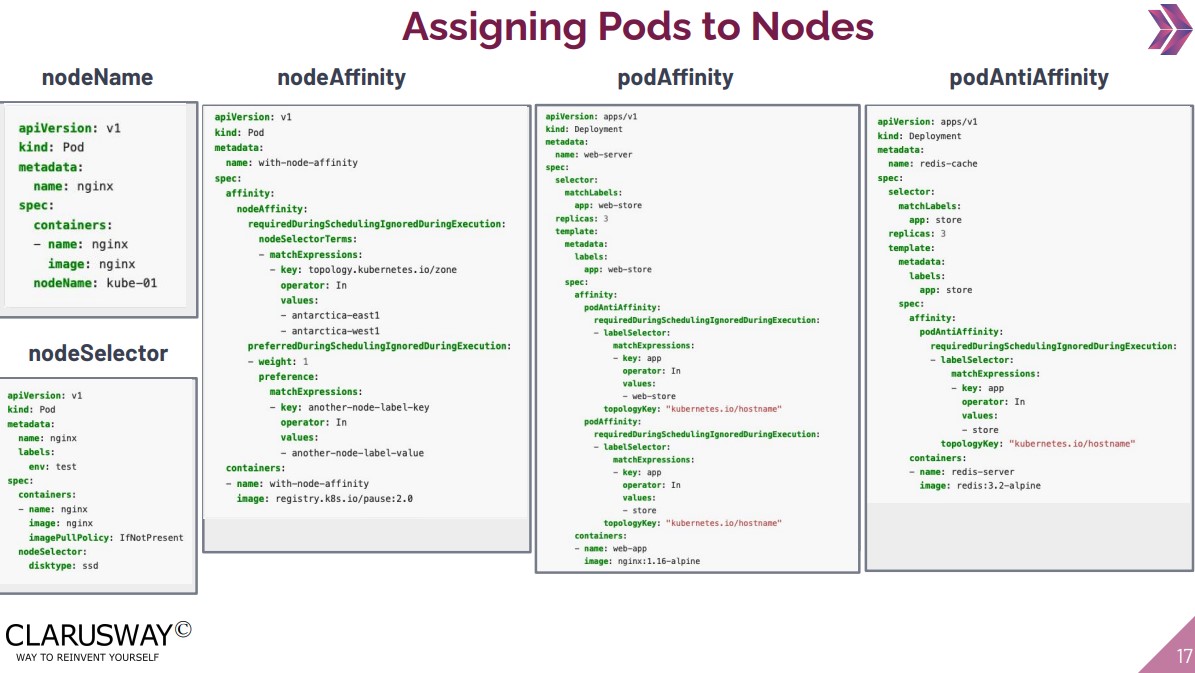 Assigning Pods to Nodes
nodeName
apiVersion: v1
kind: Pod
metadata:
  name: nginx
spec:
  containers:
  - name: nginx
    image: nginx
  nodeName: kube-01
nodeSelector
apiVersion: v1
kind: Pod
metadata:
  name: nginx
  labels:
    env: test
spec:
  containers:
  - name: nginx
    image: nginx
    imagePullPolicy: IfNotPresent
  nodeSelector:
    disktype: ssd
nodeAffinity
apiVersion: v1
kind: Pod
metadata:
  name: with-node-affinity
spec:
  affinity:
    nodeAffinity:
      requiredDuringSchedulingIgnoredDuringExecution:
        nodeSelectorTerms:
        - matchExpressions:
          - key: topology.kubernetes.io/zone
            operator: In
            values:
            - antarctica-east1
            - antarctica-west1
      preferredDuringSchedulingIgnoredDuringExecution:
      - weight: 1
        preference:
          matchExpressions:
          - key: another-node-label-key
            operator: In
            values:
            - another-node-label-value
  containers:
  - name: with-node-affinity
    image: registry.k8s.io/pause:2.0
podAffinity
apiVersion: apps/v1
kind: Deployment
metadata:
  name: web-server
spec:
  selector:
    matchLabels:
      app: web-store
  replicas: 3
  template:
    metadata:
      labels:
        app: web-store
    spec:
      affinity:
        podAntiAffinity:
          requiredDuringSchedulingIgnoredDuringExecution:
          - labelSelector:
              matchExpressions:
              - key: app
                operator: In
                values:
                - web-store
            topologyKey: "kubernetes.io/hostname"
        podAffinity:
          requiredDuringSchedulingIgnoredDuringExecution:
          - labelSelector:
              matchExpressions:
              - key: app
                operator: In
                values:
                - store
            topologyKey: "kubernetes.io/hostname"
      containers:
      - name: web-app
        image: nginx:1.16-alpine
podAntiAffinity
apiVersion: apps/v1
kind: Deployment
metadata:
  name: redis-cache
spec:
  selector:
    matchLabels:
      app: store
  replicas: 3
  template:
    metadata:
      labels:
        app: store
    spec:
      affinity:
        podAntiAffinity:
          requiredDuringSchedulingIgnoredDuringExecution:
          - labelSelector:
              matchExpressions:
              - key: app
                operator: In
                values:
                - store
            topologyKey: "kubernetes.io/hostname"
      containers:
      - name: redis-server
        image: redis:3.2-alpine
CLARUSWAY©
WAY TO REINVENT YOURSELF
17